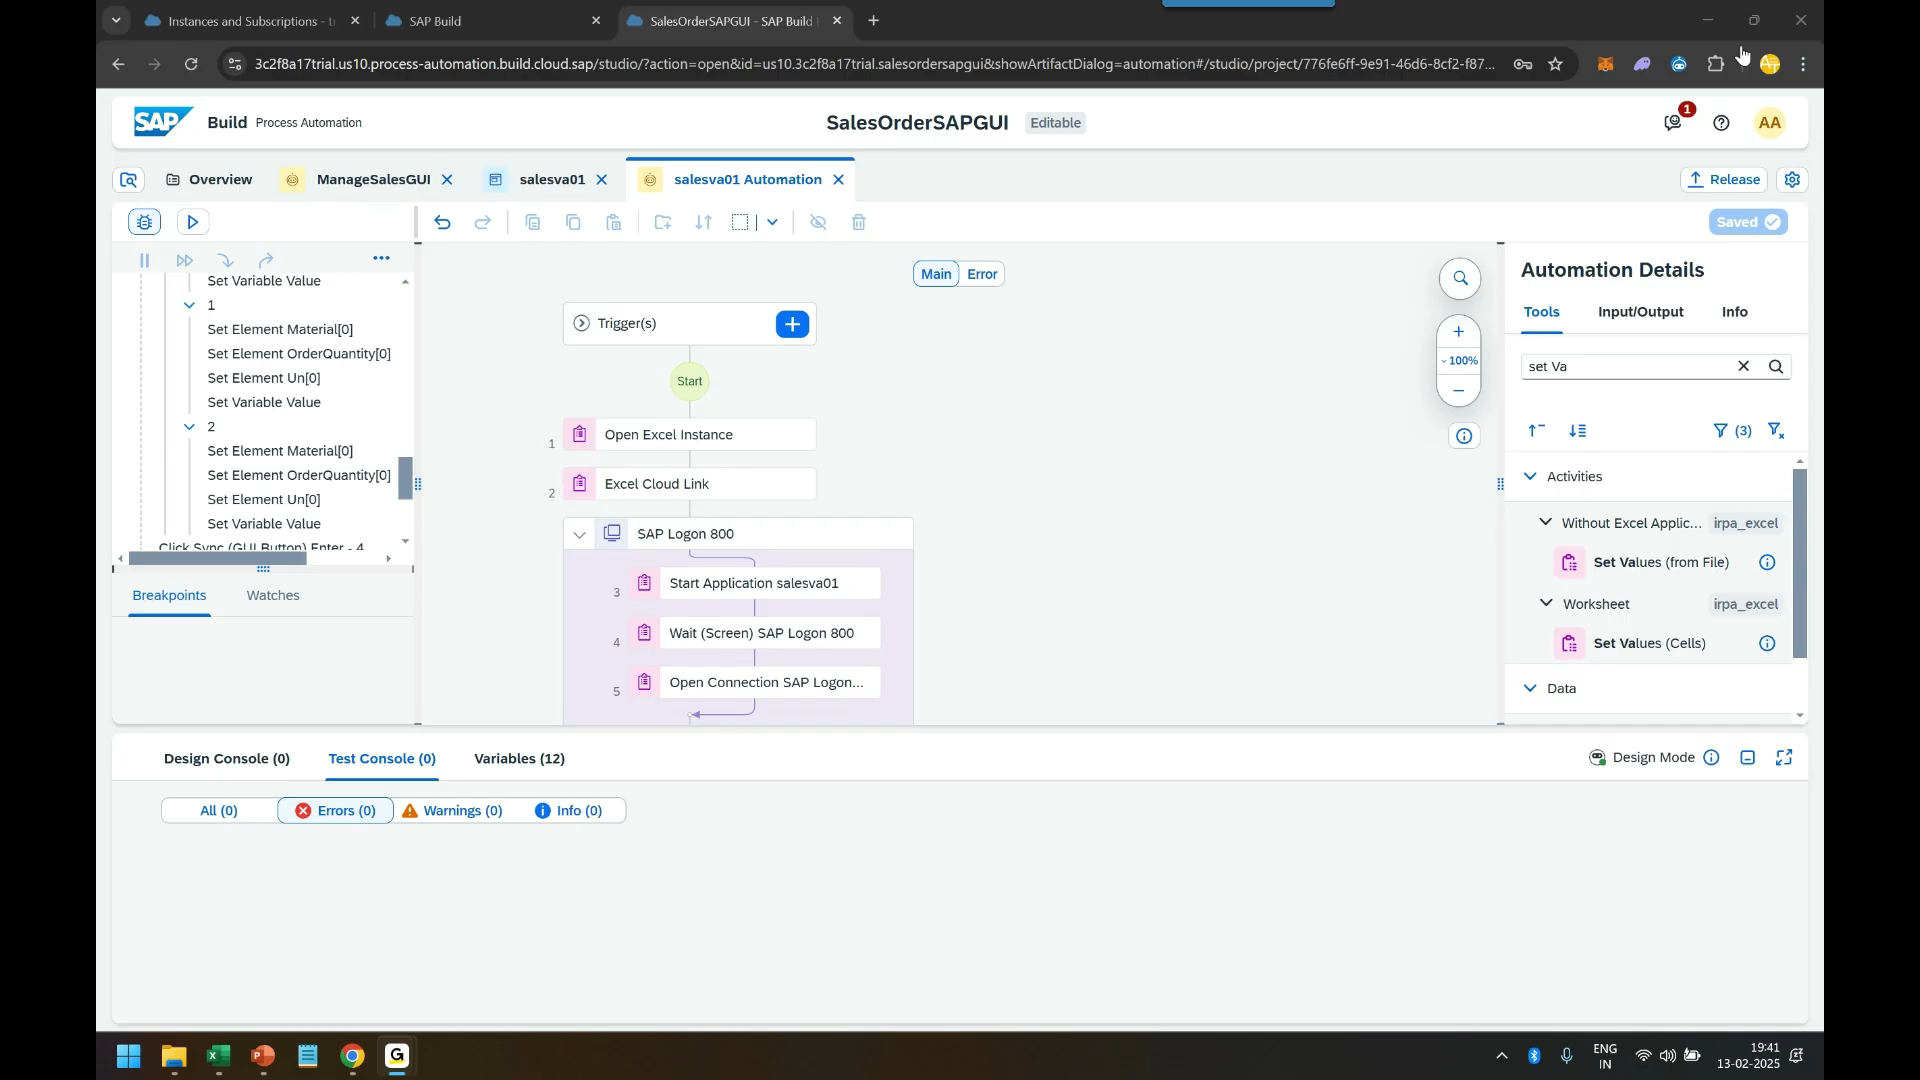 Instances and Subscriptions - t
SAP Build
SalesOrderSAPGUI - SAP Build
3c2f8a17trial.us10.process-automation.build.cloud.sap/studio/?action=open&id=us10.3c2f8a17trial.salesordersapgui&showArtifactDialog=automation#/studio/project/776fe6ff-9e91-46d6-8cf2-f87...
SAP
Build Process Automation
SalesOrderSAPGUI
Editable
1
AA
Overview
ManageSalesGUI
salesva01
salesva01 Automation
Release
Saved
Set Variable Value
1
Set Element Material[0]
Set Element OrderQuantity[0]
Set Element Un[0]
Set Variable Value
2
Set Element Material[0]
Set Element OrderQuantity[0]
Set Element Un[0]
Set Variable Value
Click Sync (GUI Button) Enter - 4
Breakpoints
Watches
Main
Error
Trigger(s)
Start
1
Open Excel Instance
2
Excel Cloud Link
SAP Logon 800
3
Start Application salesva01
4
Wait (Screen) SAP Logon 800
5
Open Connection SAP Logon...
100%
Automation Details
Tools
Input/Output
Info
set Va
(3)
Activities
Without Excel Applic...
irpa_excel
Set Values (from File)
Worksheet
irpa_excel
Set Values (Cells)
Data
Design Console (0)
Test Console (0)
Variables (12)
Design Mode
All (0)
Errors (0)
Warnings (0)
Info (0)
ENG
IN
19:41
13-02-2025